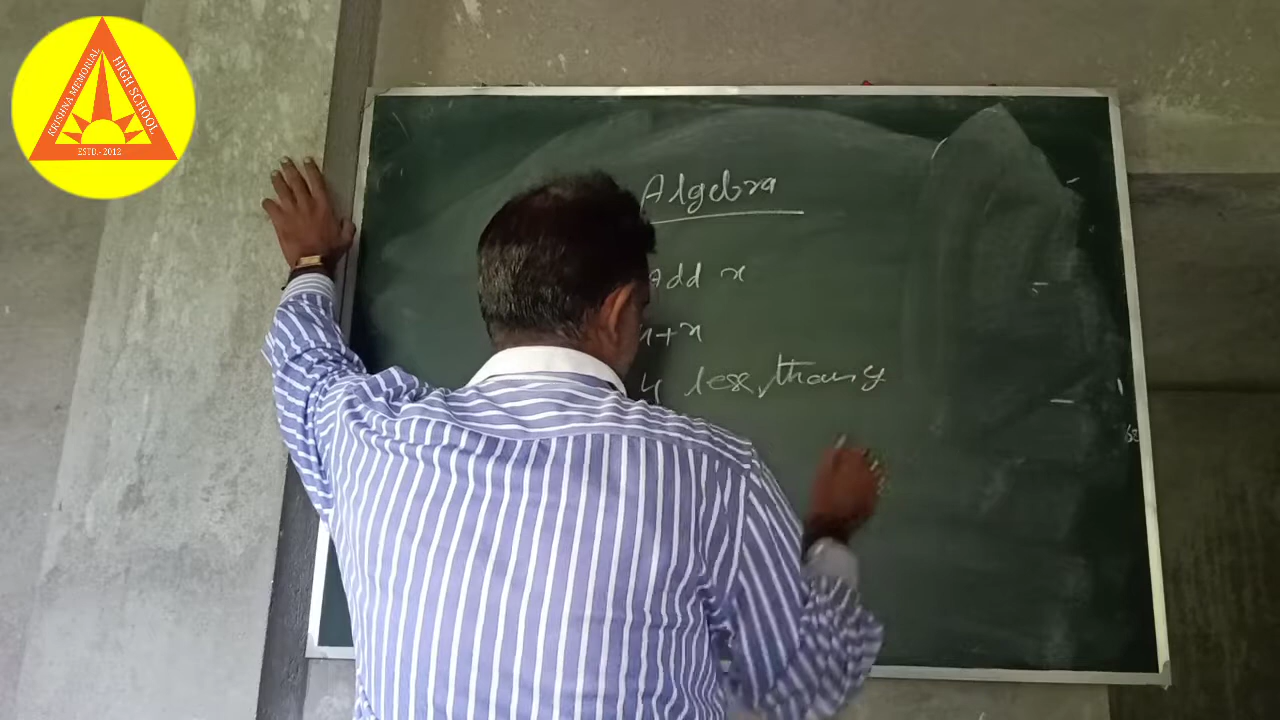 KRISHNA MEMORIAL HIGH SCHOOL
ESTD.- 2012
Algebra
Add x
x+x
4 less than y